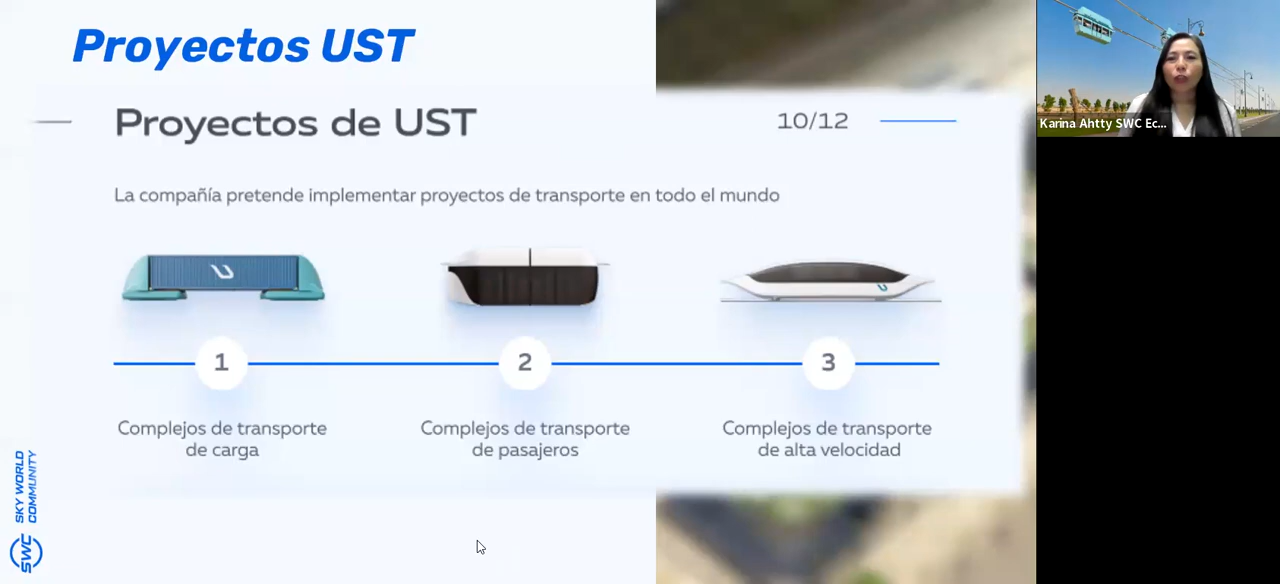 Proyectos UST
Proyectos de UST
10/12
La compañía pretende implementar proyectos de transporte en todo el mundo
1
2
3
Complejos de transporte
de carga
Complejos de transporte
de pasajeros
Complejos de transporte
de alta velocidad
SKY WORLD
COMMUNITY
SWC
Karina Ahtty SWC Ec...